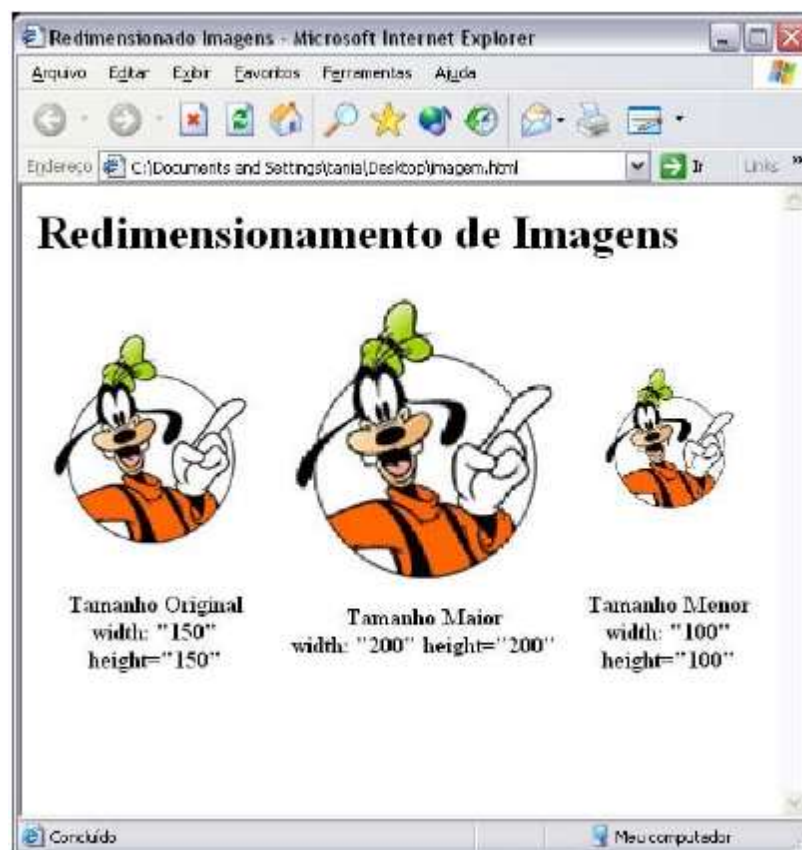 Redimensionado Imagens - Microsoft Internet Explorer
Arquivo Editar Exibir Favoritos Ferramentas Ajuda
Endereço C:\Documents and Settings\tania\Desktop\imagem.html Ir Links »
Redimensionamento de Imagens
Tamanho Original
width: "150"
height="150"
Tamanho Maior
width: "200" height="200"
Tamanho Menor
width: "100"
height="100"
Concluído Meu computador